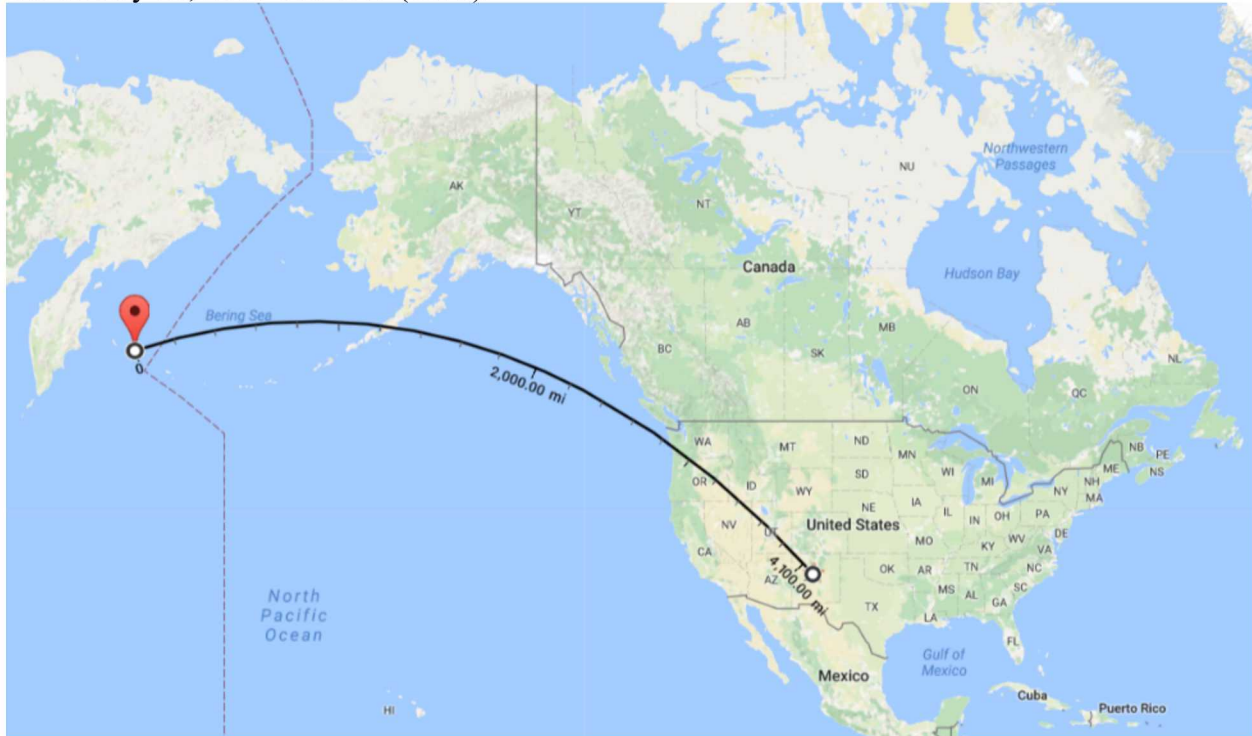 AK
YT
NT
NU
Northwestern
Passages
Canada
Hudson Bay
Bering Sea
0
2,000.00 mi
BC
AB
SK
MB
ON
QC
NL
NB
PE
NS
WA
MT
ND
MN
OR
ID
WY
SD
WI
MI
ME
NH
NY
MA
NV
UT
United States
NE
IA
IL
IN
OH
PA
DE
CA
AZ
4,100.00 mi
MO
KY
WV
VA
OK
AR
TN
NC
TX
MS
AL
GA
SC
LA
FL
North
Pacific
Ocean
HI
Mexico
Gulf of
Mexico
Cuba
Puerto Rico